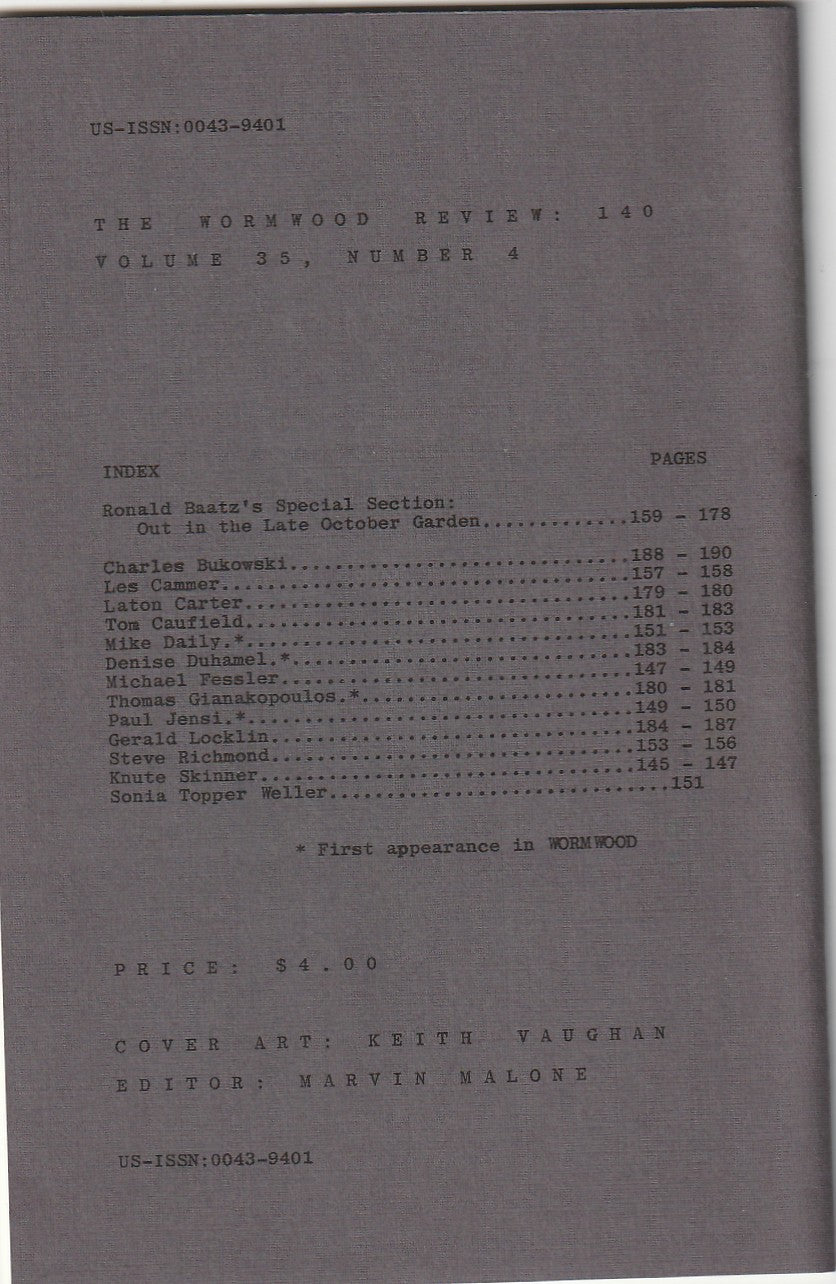 US-ISSN:0043-9401
THE WORMWOOD REVIEW: 140
VOLUME 35, NUMBER 4
INDEX PAGES
Ronald Baatz's Special Section:
Out in the Late October Garden.............159 - 178
Charles Bukowski..............................188 - 190
Les Cammer....................................157 - 158
Laton Carter..................................179 - 180
Tom Caufield..................................181 - 183
Mike Daily.*..................................151 - 153
Denise Duhamel.*..............................183 - 184
Michael Fessler...............................147 - 149
Thomas Gianakopoulos.*........................180 - 181
Paul Jensi.*..................................149 - 150
Gerald Locklin................................184 - 187
Steve Richmond................................153 - 156
Knute Skinner.................................145 - 147
Sonia Topper Weller..............................151
* First appearance in WORMWOOD
PRICE: $4.00
COVER ART: KEITH VAUGHAN
EDITOR: MARVIN MALONE
US-ISSN:0043-9401